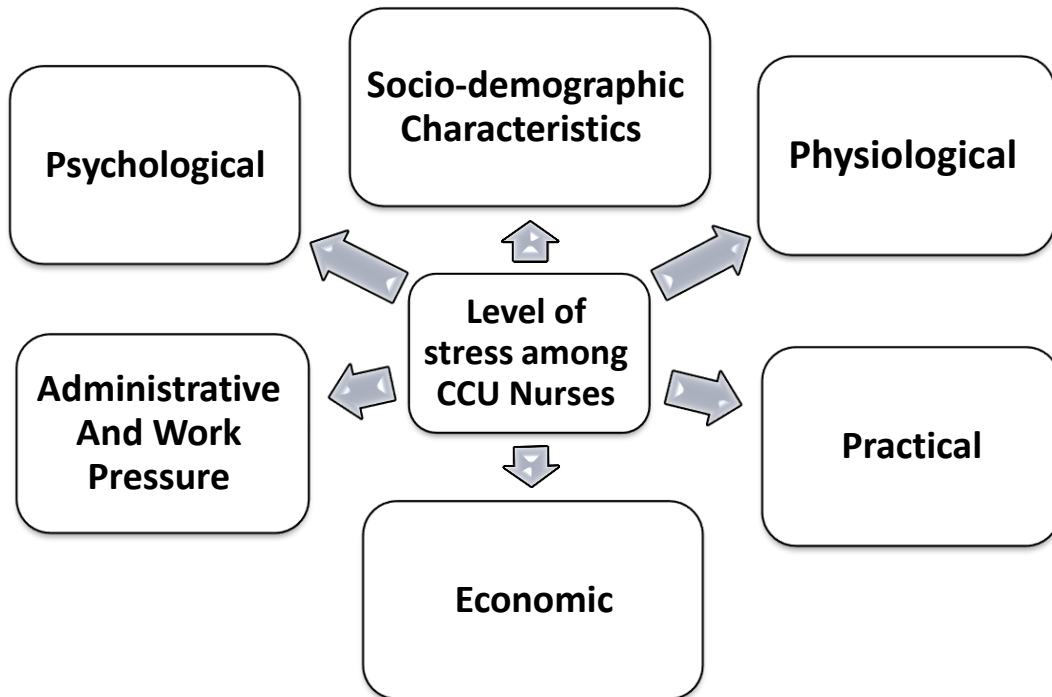 Socio-demographic
Characteristics
Psychological
Physiological
Level of
stress among
CCU Nurses
Administrative
And Work
Pressure
Practical
Economic